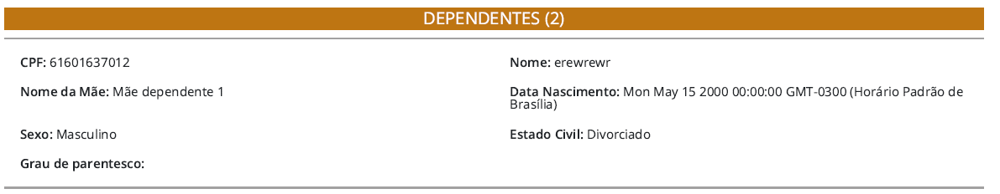 DEPENDENTES (2)
CPF: 61601637012
Nome: erewrewr
Nome da Mãe: Mãe dependente 1
Data Nascimento: Mon May 15 2000 00:00:00 GMT-0300 (Horário Padrão de
Brasília)
Sexo: Masculino
Estado Civil: Divorciado
Grau de parentesco: